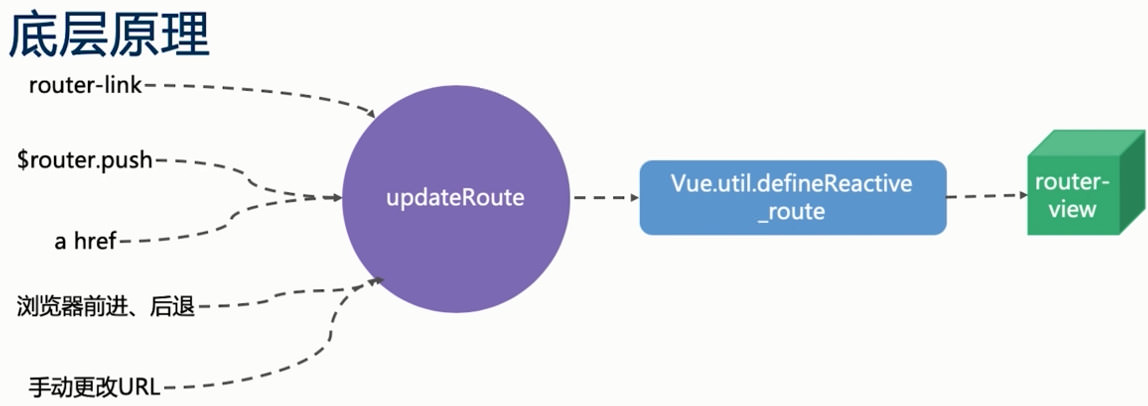 底层原理
router-link
$router.push
a href
浏览器前进、后退
手动更改URL
updateRoute
Vue.util.defineReactive
_route
router-
view